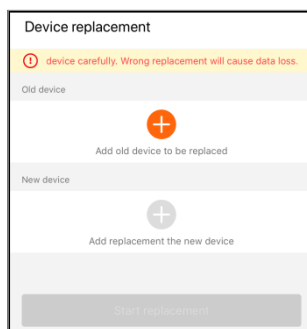 Device replacement
device carefully. Wrong replacement will cause data loss.
Old device
Add old device to be replaced
New device
Add replacement the new device
Start replacement